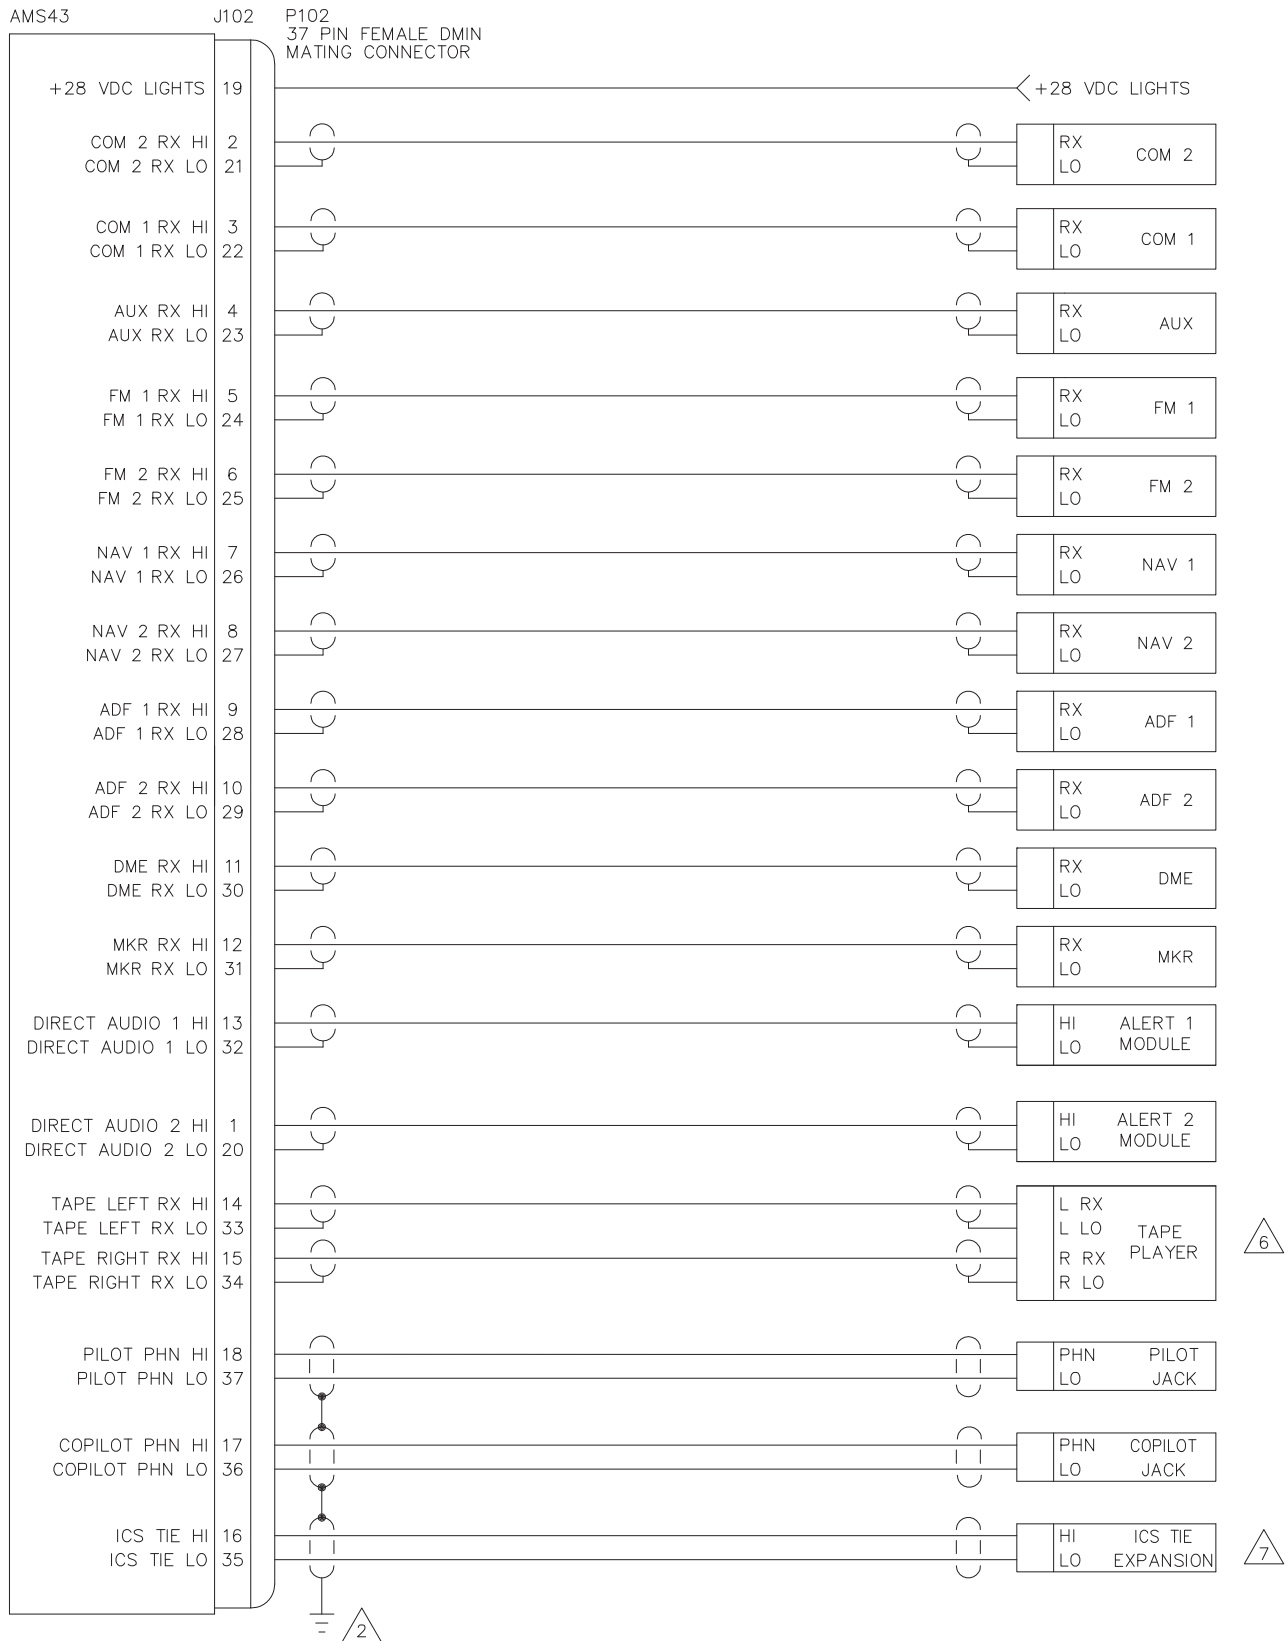 AMS43 J102 P102
37 PIN FEMALE DMIN
MATING CONNECTOR
+28 VDC LIGHTS 19 +28 VDC LIGHTS
COM 2 RX HI 2 RX COM 2
COM 2 RX LO 21 LO
COM 1 RX HI 3 RX COM 1
COM 1 RX LO 22 LO
AUX RX HI 4 RX AUX
AUX RX LO 23 LO
FM 1 RX HI 5 RX FM 1
FM 1 RX LO 24 LO
FM 2 RX HI 6 RX FM 2
FM 2 RX LO 25 LO
NAV 1 RX HI 7 RX NAV 1
NAV 1 RX LO 26 LO
NAV 2 RX HI 8 RX NAV 2
NAV 2 RX LO 27 LO
ADF 1 RX HI 9 RX ADF 1
ADF 1 RX LO 28 LO
ADF 2 RX HI 10 RX ADF 2
ADF 2 RX LO 29 LO
DME RX HI 11 RX DME
DME RX LO 30 LO
MKR RX HI 12 RX MKR
MKR RX LO 31 LO
DIRECT AUDIO 1 HI 13 HI ALERT 1
DIRECT AUDIO 1 LO 32 LO MODULE
DIRECT AUDIO 2 HI 1 HI ALERT 2
DIRECT AUDIO 2 LO 20 LO MODULE
TAPE LEFT RX HI 14 L RX
TAPE LEFT RX LO 33 L LO TAPE
TAPE RIGHT RX HI 15 R RX PLAYER 6
TAPE RIGHT RX LO 34 R LO
PILOT PHN HI 18 PHN PILOT
PILOT PHN LO 37 LO JACK
COPILOT PHN HI 17 PHN COPILOT
COPILOT PHN LO 36 LO JACK
ICS TIE HI 16 HI ICS TIE
ICS TIE LO 35 LO EXPANSION 7
2